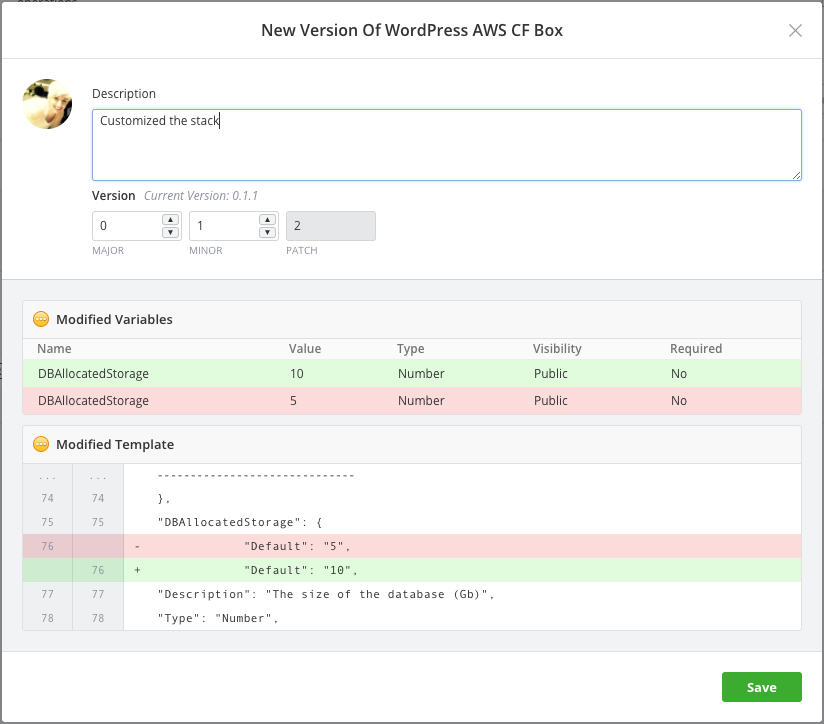 New Version Of WordPress AWS CF Box
Description
Customized the stack
Version Current Version: 0.1.1
0 1 2
MAJOR MINOR PATCH
Modified Variables
Name Value Type Visibility Required
DBAllocatedStorage 10 Number Public No
DBAllocatedStorage 5 Number Public No
Modified Template
... ... ------------------------------
74 74 },
75 75 "DBAllocatedStorage": {
76 - "Default": "5",
76 + "Default": "10",
77 77 "Description": "The size of the database (Gb)",
78 78 "Type": "Number",
Save